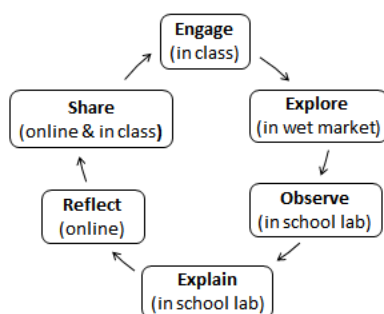 Engage
(in class)
Explore
(in wet market)
Observe
(in school lab)
Explain
(in school lab)
Reflect
(online)
Share
(online & in class)